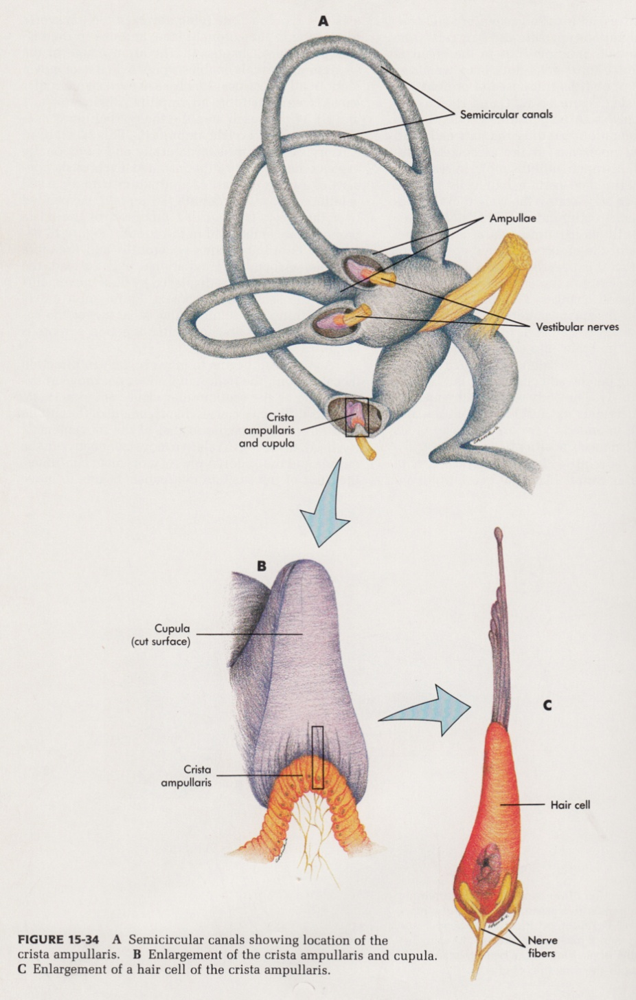 A
Semicircular canals
Ampullae
Vestibular nerves
Crista
ampullaris
and cupula
B
Cupula
(cut surface)
C
Crista
ampullaris
Hair cell
Nerve
fibers
FIGURE 15-34 A Semicircular canals showing location of the
crista ampullaris. B Enlargement of the crista ampullaris and cupula.
C Enlargement of a hair cell of the crista ampullaris.